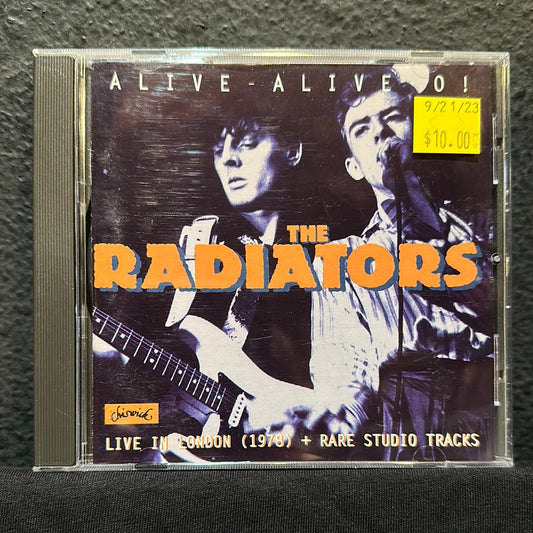 ALIVE-ALIVE O!
9/21/23
$10.00
THE
RADIATORS
chiswick
LIVE IN LONDON (1978) + RARE STUDIO TRACKS